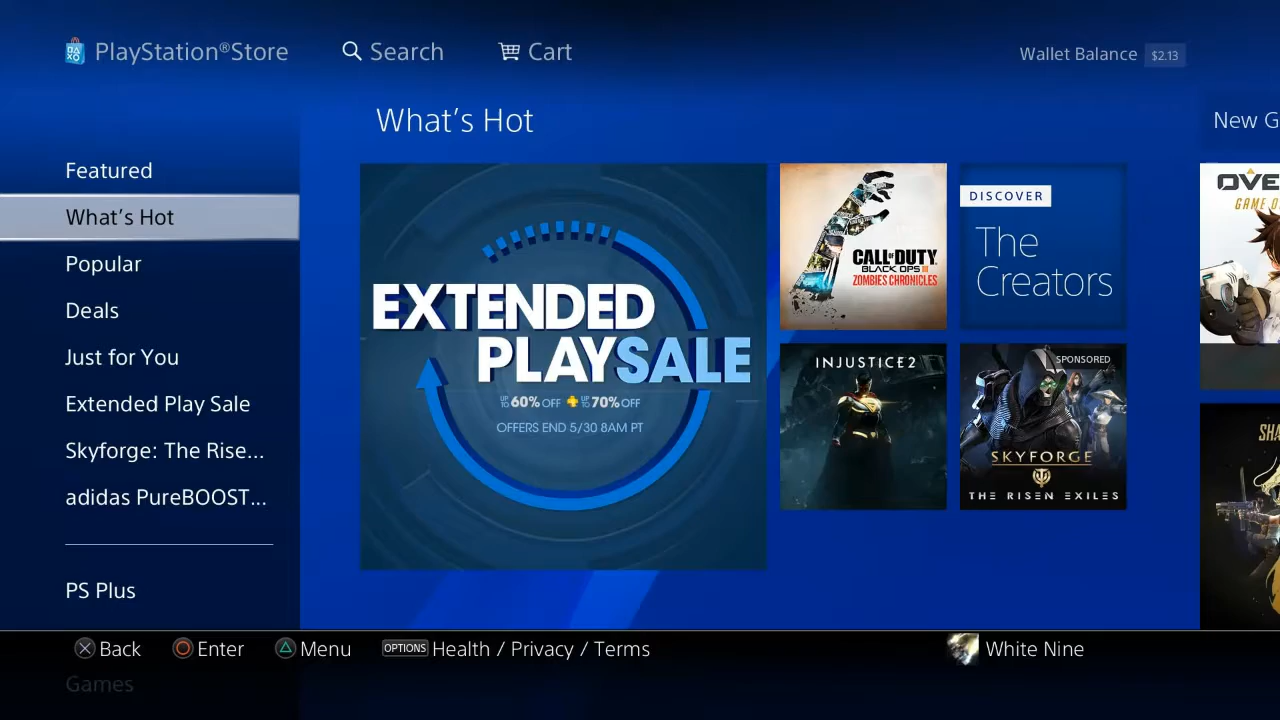 PlayStation®Store
Search
Cart
Wallet Balance $2.13
What's Hot
New G
Featured
What's Hot
Popular
Deals
Just for You
Extended Play Sale
Skyforge: The Rise...
adidas PureBOOST...
PS Plus
Games
EXTENDED
PLAYSALE
UP TO 60% OFF UP TO 70% OFF
OFFERS END 5/30 8AM PT
CALL OF DUTY
BLACK OPS III
ZOMBIES CHRONICLES
DISCOVER
The
Creators
INJUSTICE 2
SPONSORED
SKYFORGE
THE RISEN EXILES
OVE
GAME O
SHA
Back
Enter
Menu
OPTIONS Health / Privacy / Terms
White Nine